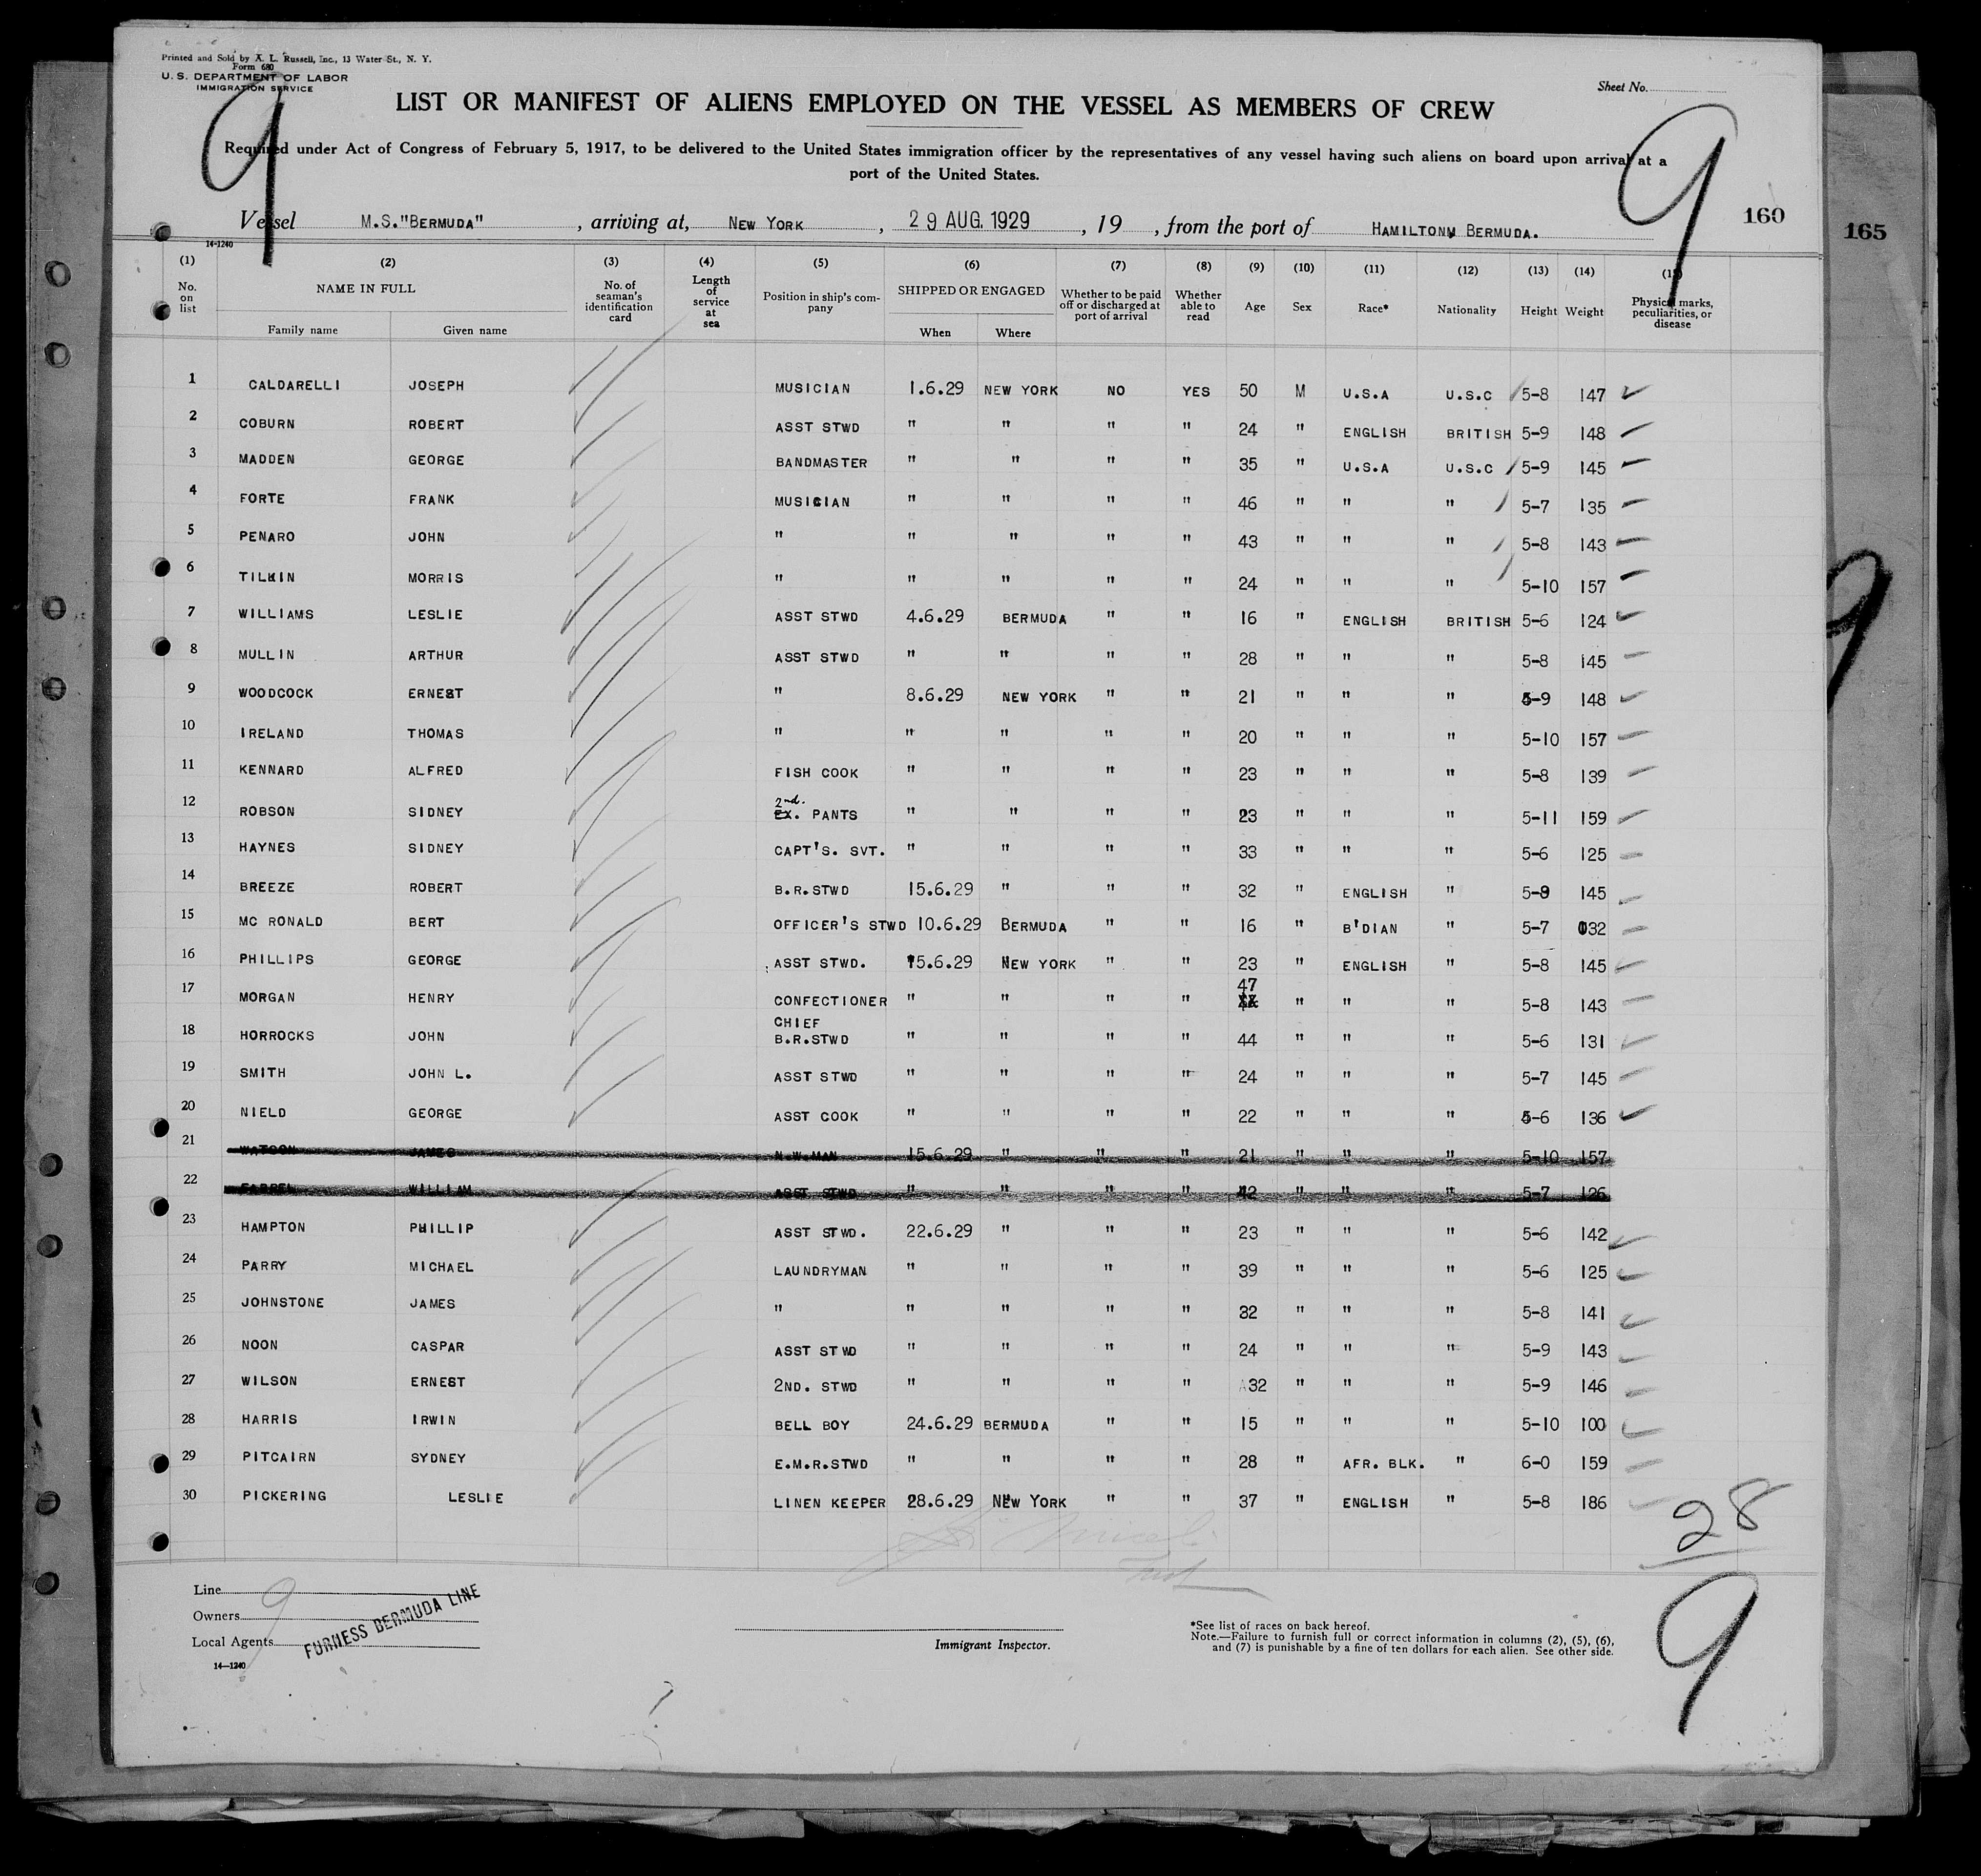 Printed and Sold by X. L. Russell, Inc., 13 Water St., N. Y.
Form 680
U. S. DEPARTMENT OF LABOR
IMMIGRATION SERVICE
Sheet No.
LIST OR MANIFEST OF ALIENS EMPLOYED ON THE VESSEL AS MEMBERS OF CREW
Required under Act of Congress of February 5, 1917, to be delivered to the United States immigration officer by the representatives of any vessel having such aliens on board upon arrival at a
port of the United States.
9 9
Vessel M.S."BERMUDA" , arriving at, NEW YORK , 29 AUG. 1929 , 19 , from the port of HAMILTON, BERMUDA.
160
165
9
14-1240
(1) (2) (3) (4) (5) (6) (7) (8) (9) (10) (11) (12) (13) (14) (15)
No. on list
NAME IN FULL
Family name Given name
No. of seaman's identification card
Length of service at sea
Position in ship's company
SHIPPED OR ENGAGED
When Where
Whether to be paid off or discharged at port of arrival
Whether able to read
Age Sex Race* Nationality Height Weight
Physical marks, peculiarities, or disease
1 CALDARELLI JOSEPH MUSICIAN 1.6.29 NEW YORK NO YES 50 M U.S.A U.S.C 5-8 147
2 COBURN ROBERT ASST STWD " " " " 24 " ENGLISH BRITISH 5-9 148
3 MADDEN GEORGE BANDMASTER " " " " 35 " U.S.A U.S.C 5-9 145
4 FORTE FRANK MUSICIAN " " " " 46 " " " 5-7 135
5 PENARO JOHN " " " " " 43 " " " 5-8 143
6 TILKIN MORRIS " " " " " 24 " " " 5-10 157
7 WILLIAMS LESLIE ASST STWD 4.6.29 BERMUDA " " 16 " ENGLISH BRITISH 5-6 124
8 MULLIN ARTHUR ASST STWD " " " " 28 " " " 5-8 145
9 WOODCOCK ERNEST " 8.6.29 NEW YORK " " 21 " " " 5-9 148
10 IRELAND THOMAS " " " " " 20 " " " 5-10 157
11 KENNARD ALFRED FISH COOK " " " " 23 " " " 5-8 139
12 ROBSON SIDNEY 2nd. EX. PANTS " " " " 23 " " " 5-11 159
13 HAYNES SIDNEY CAPT'S. SVT. " " " " 33 " " " 5-6 125
14 BREEZE ROBERT B.R.STWD 15.6.29 " " " 32 " ENGLISH " 5-9 145
15 MC RONALD BERT OFFICER'S STWD 10.6.29 BERMUDA " " 16 " B'DIAN " 5-7 132
16 PHILLIPS GEORGE ASST STWD. 15.6.29 NEW YORK " " 23 " ENGLISH " 5-8 145
17 MORGAN HENRY CONFECTIONER " " " " 47 " " " 5-8 143
18 HORROCKS JOHN CHIEF B.R.STWD " " " " 44 " " " 5-6 131
19 SMITH JOHN L. ASST STWD " " " " 24 " " " 5-7 145
20 NIELD GEORGE ASST COOK " " " " 22 " " " 5-6 136
21 WATSON JAMES N.W.MAN 15.6.29 " " " 21 " " " 5-10 157
22 FARREL WILLIAM ASST STWD " " " " 42 " " " 5-7 126
23 HAMPTON PHILLIP ASST STWD. 22.6.29 " " " 23 " " " 5-6 142
24 PARRY MICHAEL LAUNDRYMAN " " " " 39 " " " 5-6 125
25 JOHNSTONE JAMES " " " " " 32 " " " 5-8 141
26 NOON CASPAR ASST STWD " " " " 24 " " " 5-9 143
27 WILSON ERNEST 2ND. STWD " " " " 32 " " " 5-9 146
28 HARRIS IRWIN BELL BOY 24.6.29 BERMUDA " " 15 " " " 5-10 100
29 PITCAIRN SYDNEY E.M.R.STWD " " " " 28 " AFR. BLK. " 6-0 159
30 PICKERING LESLIE LINEN KEEPER 28.6.29 NEW YORK " " 37 " ENGLISH " 5-8 186
28
9
Line
Owners 9
Local Agents FURNESS BERMUDA LINE
14-1240
Immigrant Inspector.
*See list of races on back hereof.
Note.—Failure to furnish full or correct information in columns (2), (5), (6),
and (7) is punishable by a fine of ten dollars for each alien. See other side.